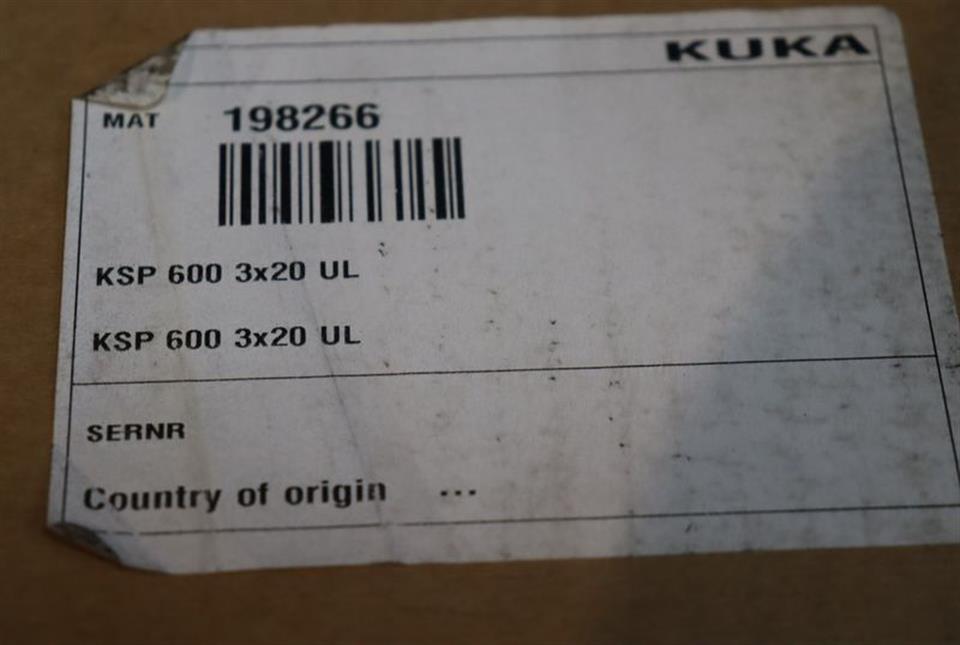 KUKA
MAT 198266
KSP 600 3x20 UL
KSP 600 3x20 UL
SERNR
Country of origin ...